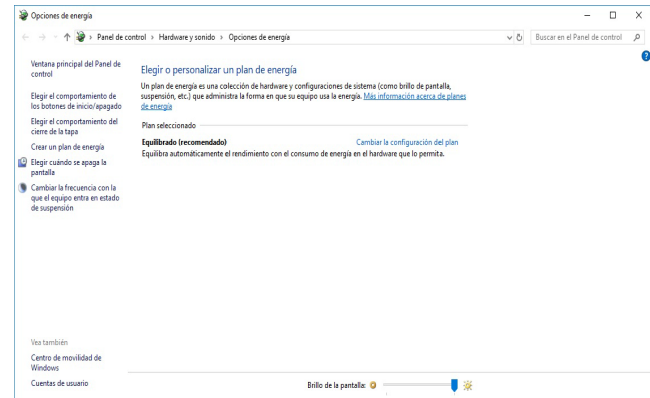 Opciones de energía
Panel de control › Hardware y sonido › Opciones de energía
Buscar en el Panel de control
Ventana principal del Panel de
control
Elegir el comportamiento de
los botones de inicio/apagado
Elegir el comportamiento del
cierre de la tapa
Crear un plan de energía
Elegir cuándo se apaga la
pantalla
Cambiar la frecuencia con la
que el equipo entra en estado
de suspensión
Elegir o personalizar un plan de energía
Un plan de energía es una colección de hardware y configuraciones de sistema (como brillo de pantalla,
suspensión, etc.) que administra la forma en que su equipo usa la energía. Más información acerca de planes
de energía
Plan seleccionado
Equilibrado (recomendado) Cambiar la configuración del plan
Equilibra automáticamente el rendimiento con el consumo de energía en el hardware que lo permita.
Vea también
Centro de movilidad de
Windows
Cuentas de usuario
Brillo de la pantalla: